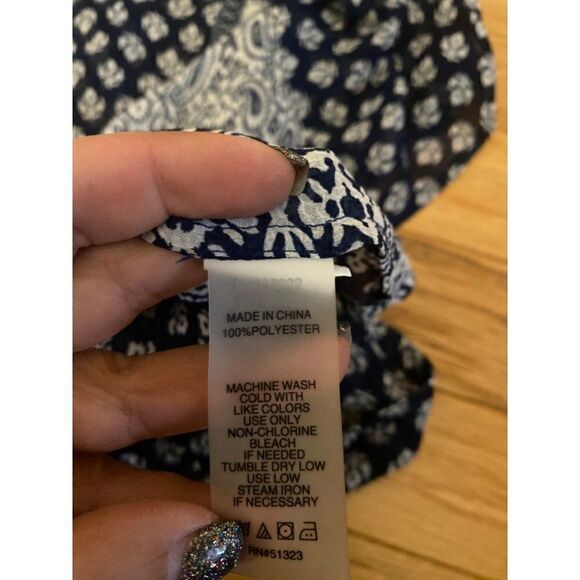 MADE IN CHINA
100%POLYESTER
MACHINE WASH
COLD WITH
LIKE COLORS
USE ONLY
NON-CHLORINE
BLEACH
IF NEEDED
TUMBLE DRY LOW
USE LOW
STEAM IRON
IF NECESSARY
RN#51323